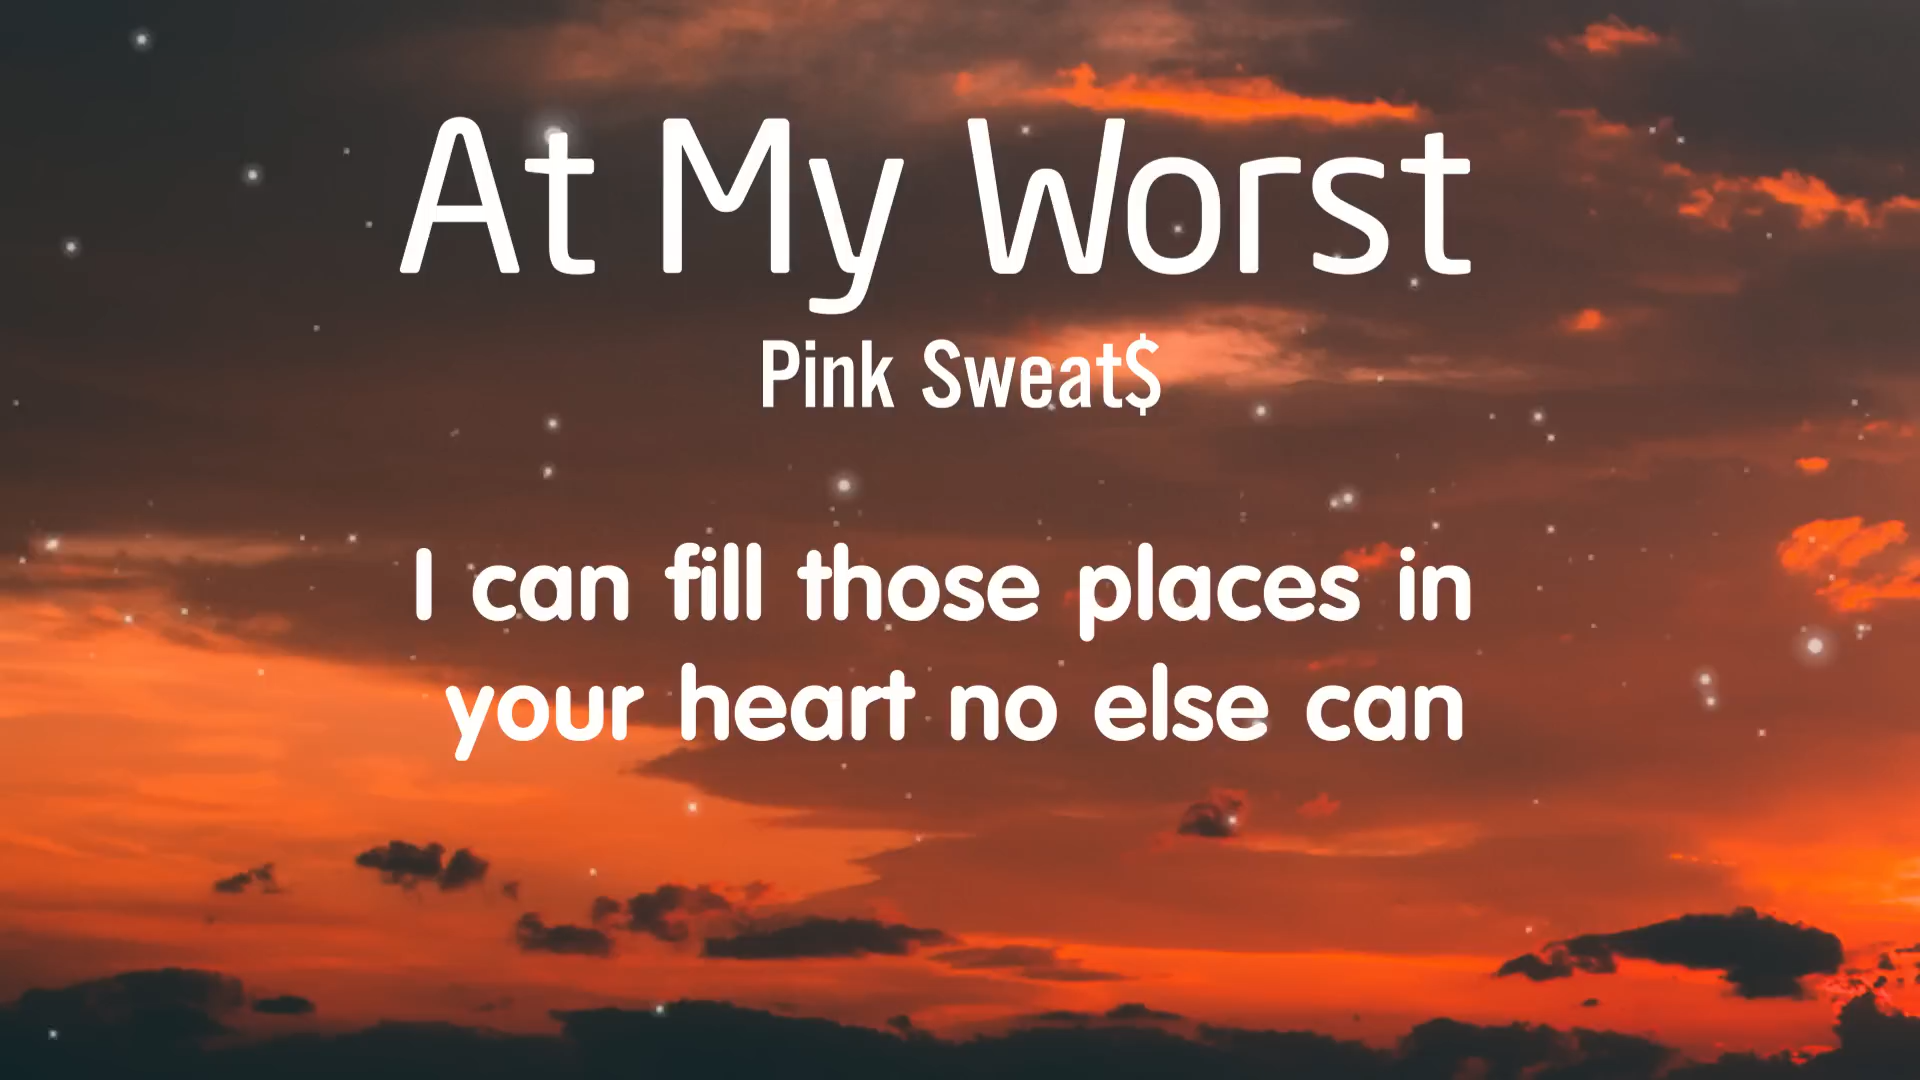 At My Worst
Pink Sweat$
I can fill those places in
your heart no else can